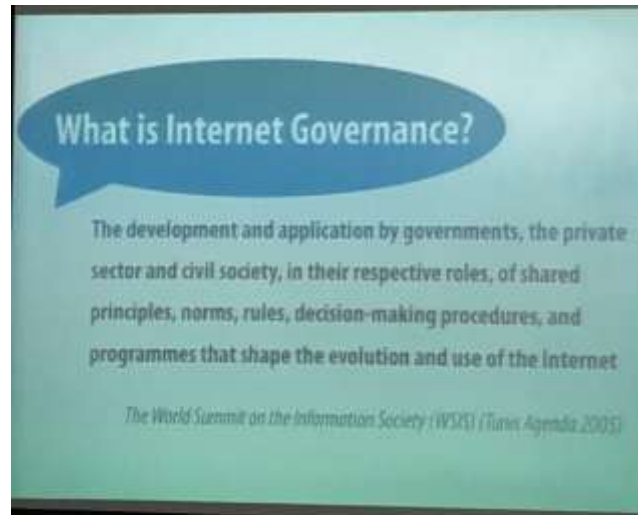 What is Internet Governance?
The development and application by governments, the private
sector and civil society, in their respective roles, of shared
principles, norms, rules, decision-making procedures, and
programmes that shape the evolution and use of the Internet
The World Summit on the Information Society (WSIS) (Tunis Agenda 2005)